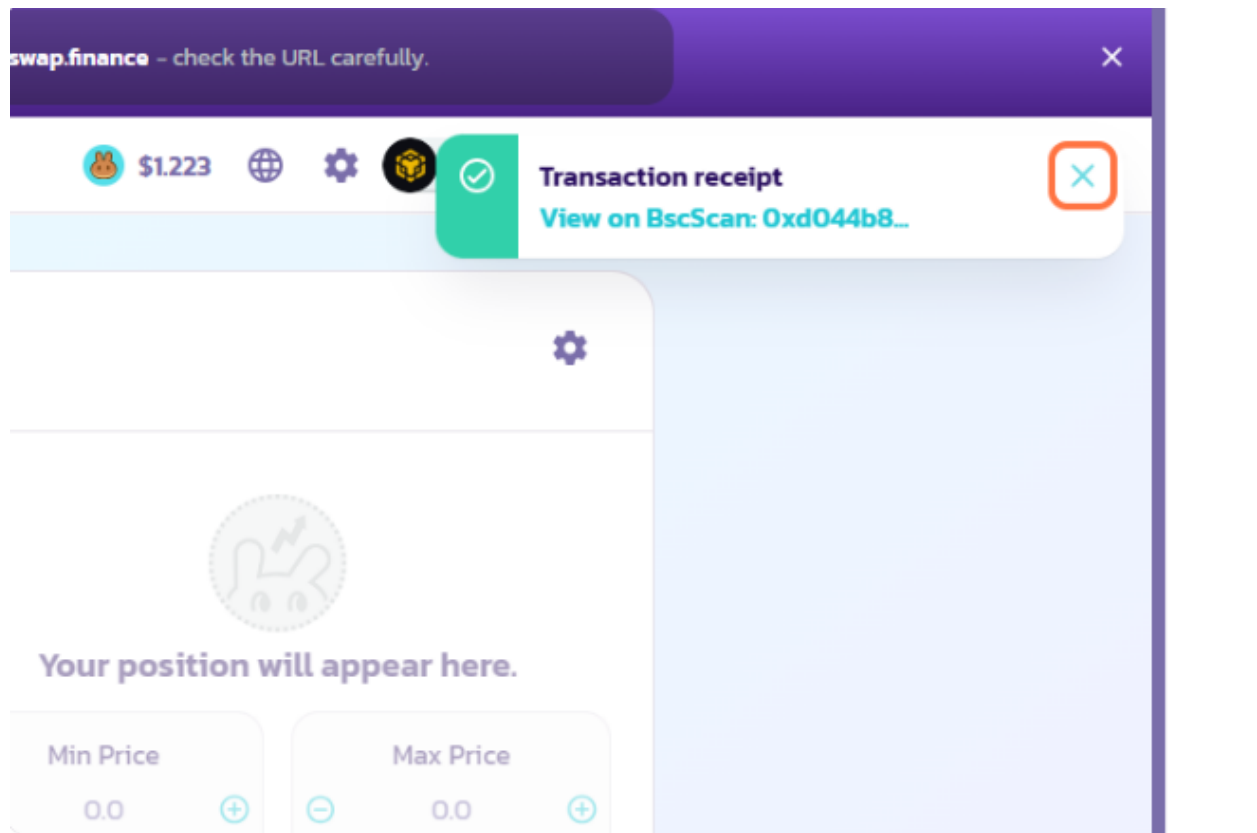 swap.finance - check the URL carefully.
$1.223
Transaction receipt
View on BscScan: 0xd044b8...
Your position will appear here.
Min Price
Max Price
0.0
0.0